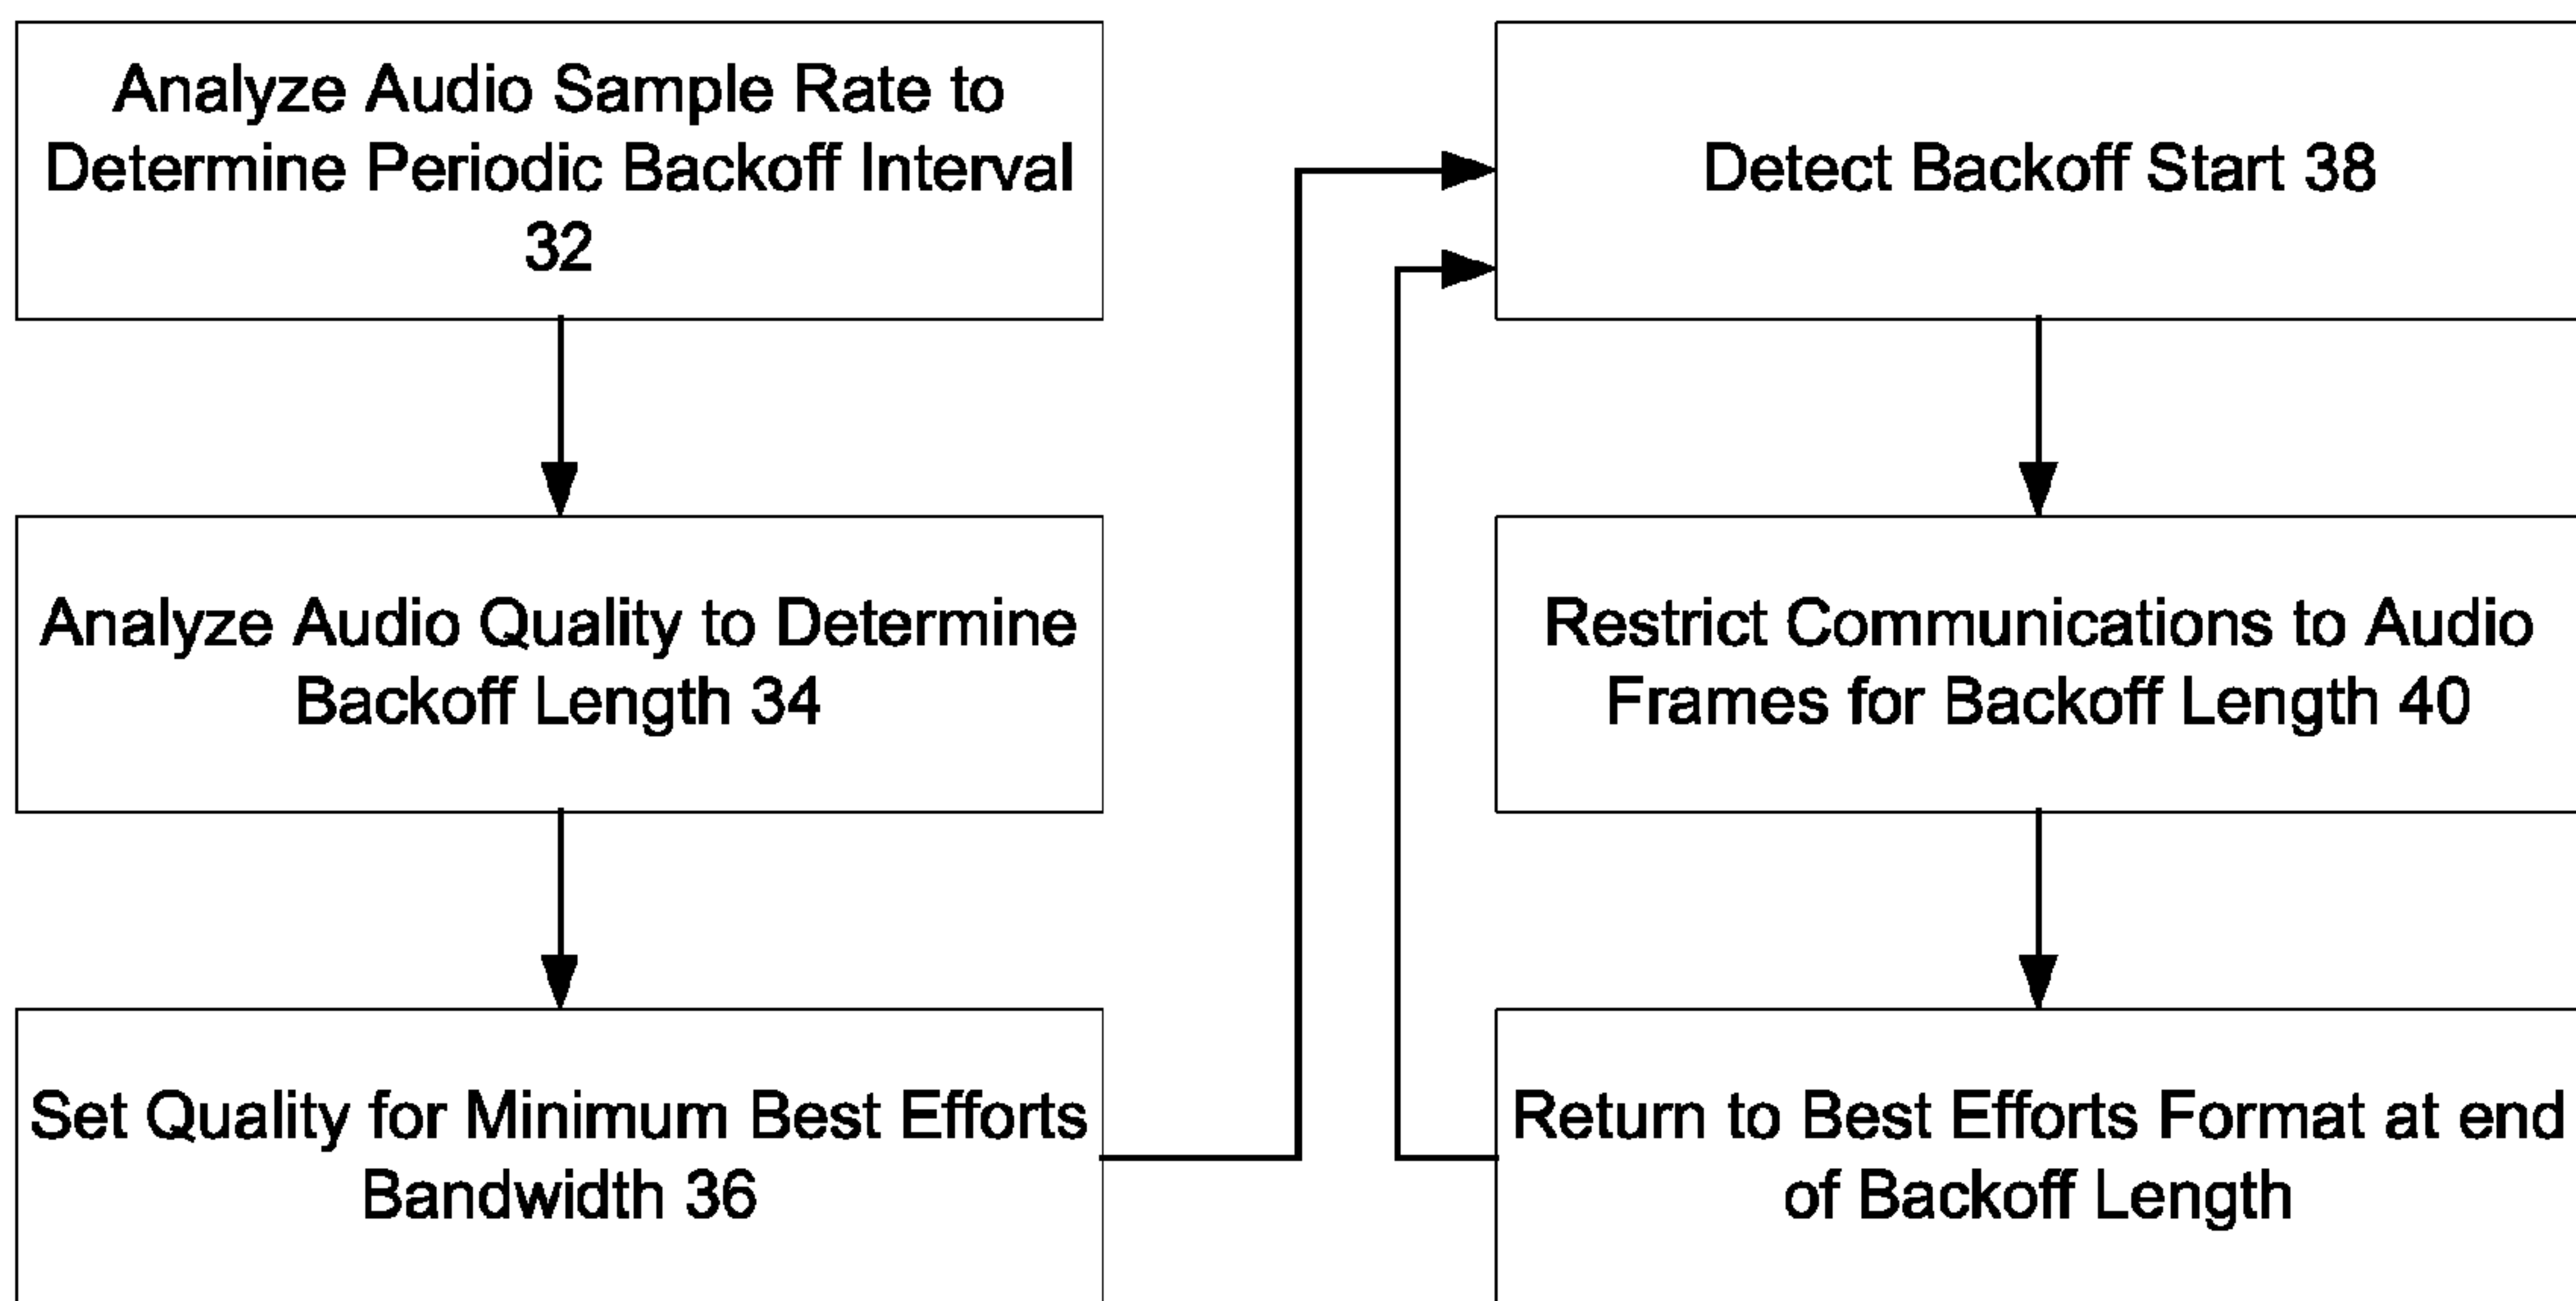 Analyze Audio Sample Rate to
Determine Periodic Backoff Interval
32
Analyze Audio Quality to Determine
Backoff Length 34
Set Quality for Minimum Best Efforts
Bandwidth 36
Detect Backoff Start 38
Restrict Communications to Audio
Frames for Backoff Length 40
Return to Best Efforts Format at end
of Backoff Length